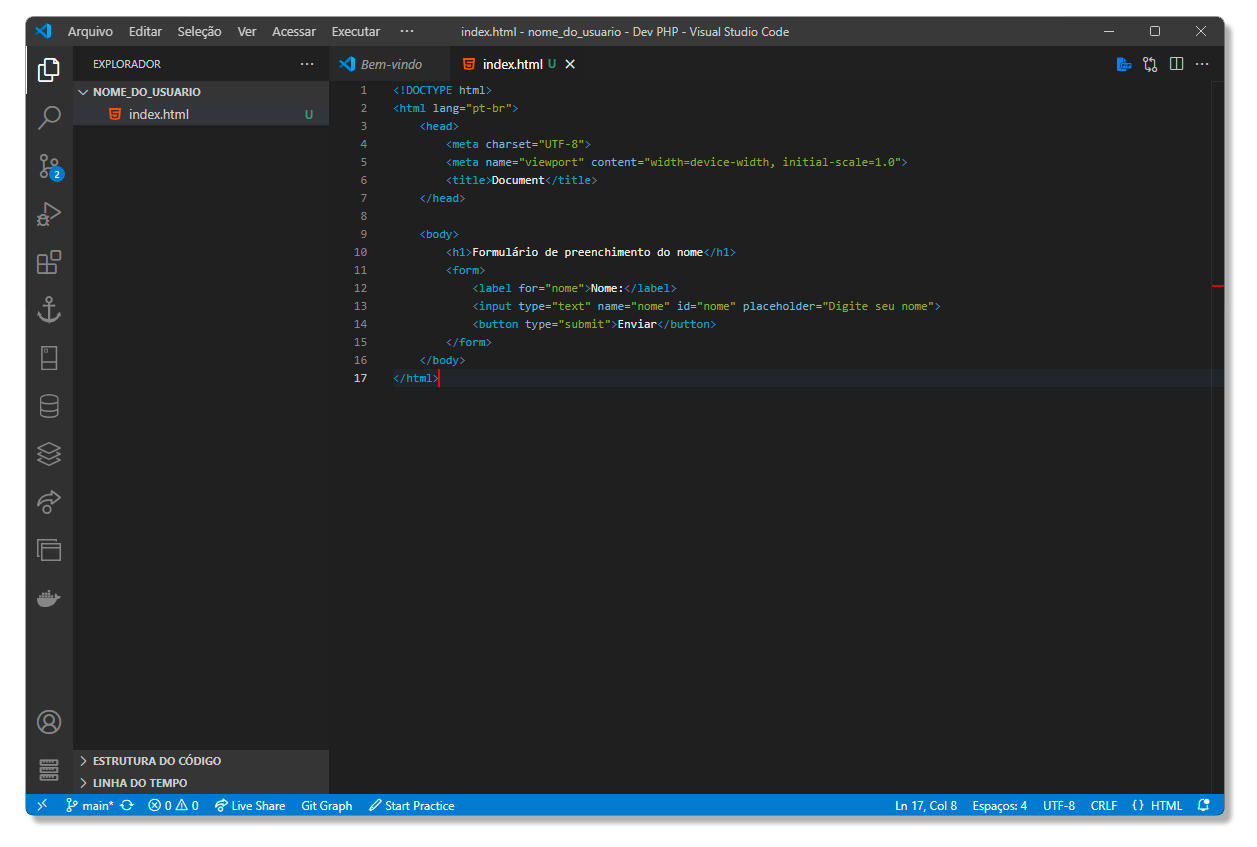 Arquivo Editar Seleção Ver Acessar Executar ··· index.html - nome_do_usuario - Dev PHP - Visual Studio Code
EXPLORADOR ···
Bem-vindo
index.html U
NOME_DO_USUARIO
index.html U
2
1 <!DOCTYPE html>
2 <html lang="pt-br">
3 <head>
4 <meta charset="UTF-8">
5 <meta name="viewport" content="width=device-width, initial-scale=1.0">
6 <title>Document</title>
7 </head>
8
9 <body>
10 <h1>Formulário de preenchimento do nome</h1>
11 <form>
12 <label for="nome">Nome:</label>
13 <input type="text" name="nome" id="nome" placeholder="Digite seu nome">
14 <button type="submit">Enviar</button>
15 </form>
16 </body>
17 </html>
ESTRUTURA DO CÓDIGO
LINHA DO TEMPO
main* 0 0 Live Share Git Graph Start Practice Ln 17, Col 8 Espaços: 4 UTF-8 CRLF {} HTML